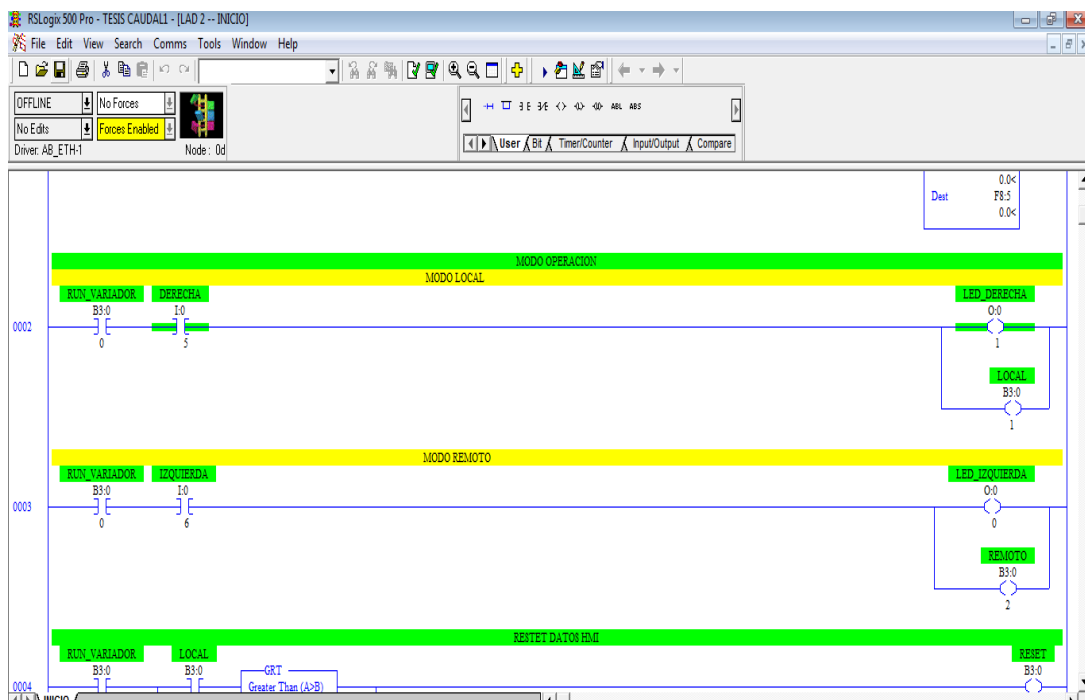 RSLogix 500 Pro - TESIS CAUDAL1 - [LAD 2 -- INICIO]
File Edit View Search Comms Tools Window Help
OFFLINE No Forces
No Edits Forces Enabled
Driver: AB_ETH-1 Node : 0d
ABL ABS
User Bit Timer/Counter Input/Output Compare
0.0<
Dest F8:5
0.0<
MODO OPERACION
MODO LOCAL
RUN_VARIADOR DERECHA LED_DERECHA
B3:0 I:0 O:0
0002
0 5 1
LOCAL
B3:0
1
MODO REMOTO
RUN_VARIADOR IZQUIERDA LED_IZQUIERDA
B3:0 I:0 O:0
0003
0 6 0
REMOTO
B3:0
2
RESTET DATOS HMI
RUN_VARIADOR LOCAL RESET
B3:0 B3:0 GRT B3:0
0004 Greater Than (A>B)
INICIO